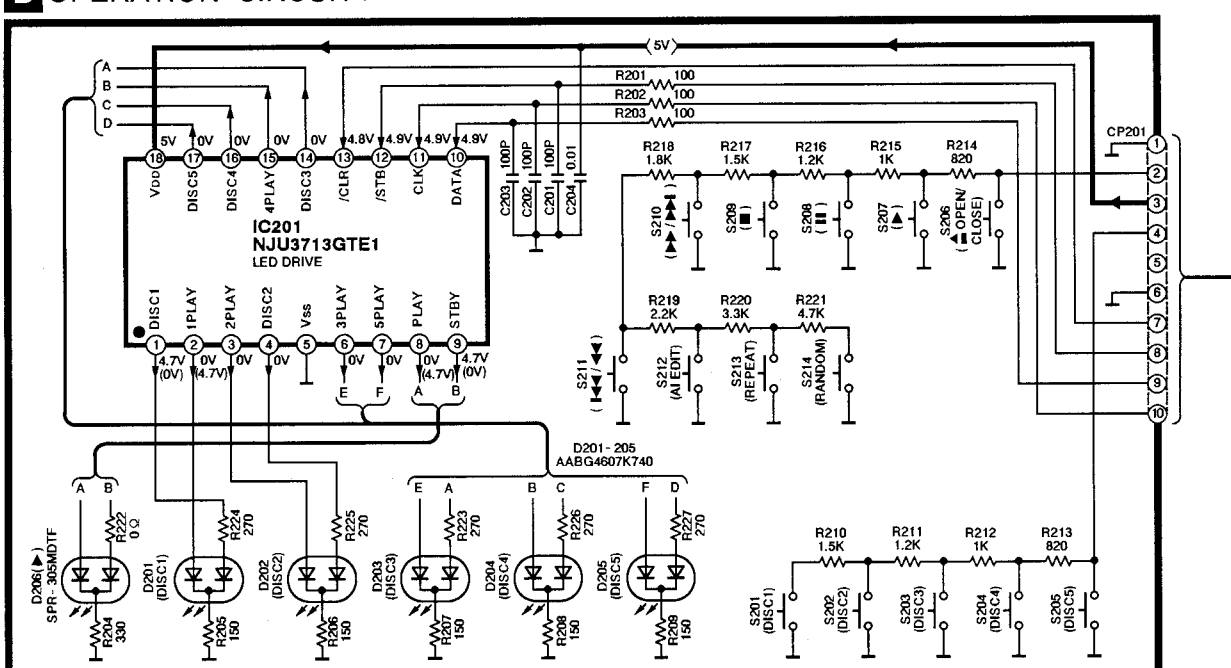 B OPERATION CIRCUIT
A
B
C
D
(5V)
R201 100
R202 100
R203 100
5V 0V 0V 0V 0V 4.8V 4.9V 4.9V 4.9V
18 17 16 15 14 13 12 11 10
VDD DISC5 DISC4 4PLAY DISC3 /CLR /STB CLK DATA
IC201
NJU3713GTE1
LED DRIVE
DISC1 1PLAY 2PLAY DISC2 Vss 3PLAY 5PLAY PLAY STBY
1 2 3 4 5 6 7 8 9
4.7V 0V 0V 0V 0V 0V 0V 4.7V
(0V) (4.7V) (4.7V) (0V)
E F A B
C203 100P
C202 100P
C201 100P
C204 0.01
R218 R217 R216 R215 R214
1.8K 1.5K 1.2K 1K 820
S210 (▶▶/▶▶▮)
S209 (■)
S208 (▮▮)
S207 (▶)
S206 (▲ OPEN/CLOSE)
R219 R220 R221
2.2K 3.3K 4.7K
S211 (▮◀◀/◀◀)
S212 (AI EDIT)
S213 (REPEAT)
S214 (RANDOM)
CP201
1
2
3
4
5
6
7
8
9
10
D201-205
AABG4607K740
A B E A B C F D
R222 0Ω
R224 270
R225 270
R223 270
R226 270
R227 270
D206(▶)
SPR-305MDTF
D201 (DISC1)
D202 (DISC2)
D203 (DISC3)
D204 (DISC4)
D205 (DISC5)
R204 330
R205 150
R206 150
R207 150
R208 150
R209 150
R210 R211 R212 R213
1.5K 1.2K 1K 820
S201 (DISC1)
S202 (DISC2)
S203 (DISC3)
S204 (DISC4)
S205 (DISC5)